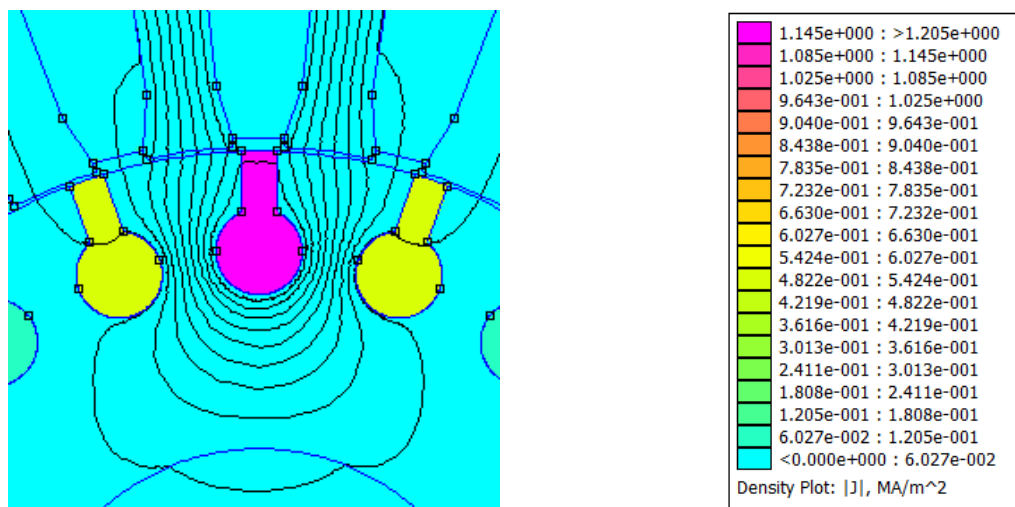 1.145e+000 : >1.205e+000
1.085e+000 : 1.145e+000
1.025e+000 : 1.085e+000
9.643e-001 : 1.025e+000
9.040e-001 : 9.643e-001
8.438e-001 : 9.040e-001
7.835e-001 : 8.438e-001
7.232e-001 : 7.835e-001
6.630e-001 : 7.232e-001
6.027e-001 : 6.630e-001
5.424e-001 : 6.027e-001
4.822e-001 : 5.424e-001
4.219e-001 : 4.822e-001
3.616e-001 : 4.219e-001
3.013e-001 : 3.616e-001
2.411e-001 : 3.013e-001
1.808e-001 : 2.411e-001
1.205e-001 : 1.808e-001
6.027e-002 : 1.205e-001
<0.000e+000 : 6.027e-002
Density Plot: |J|, MA/m^2